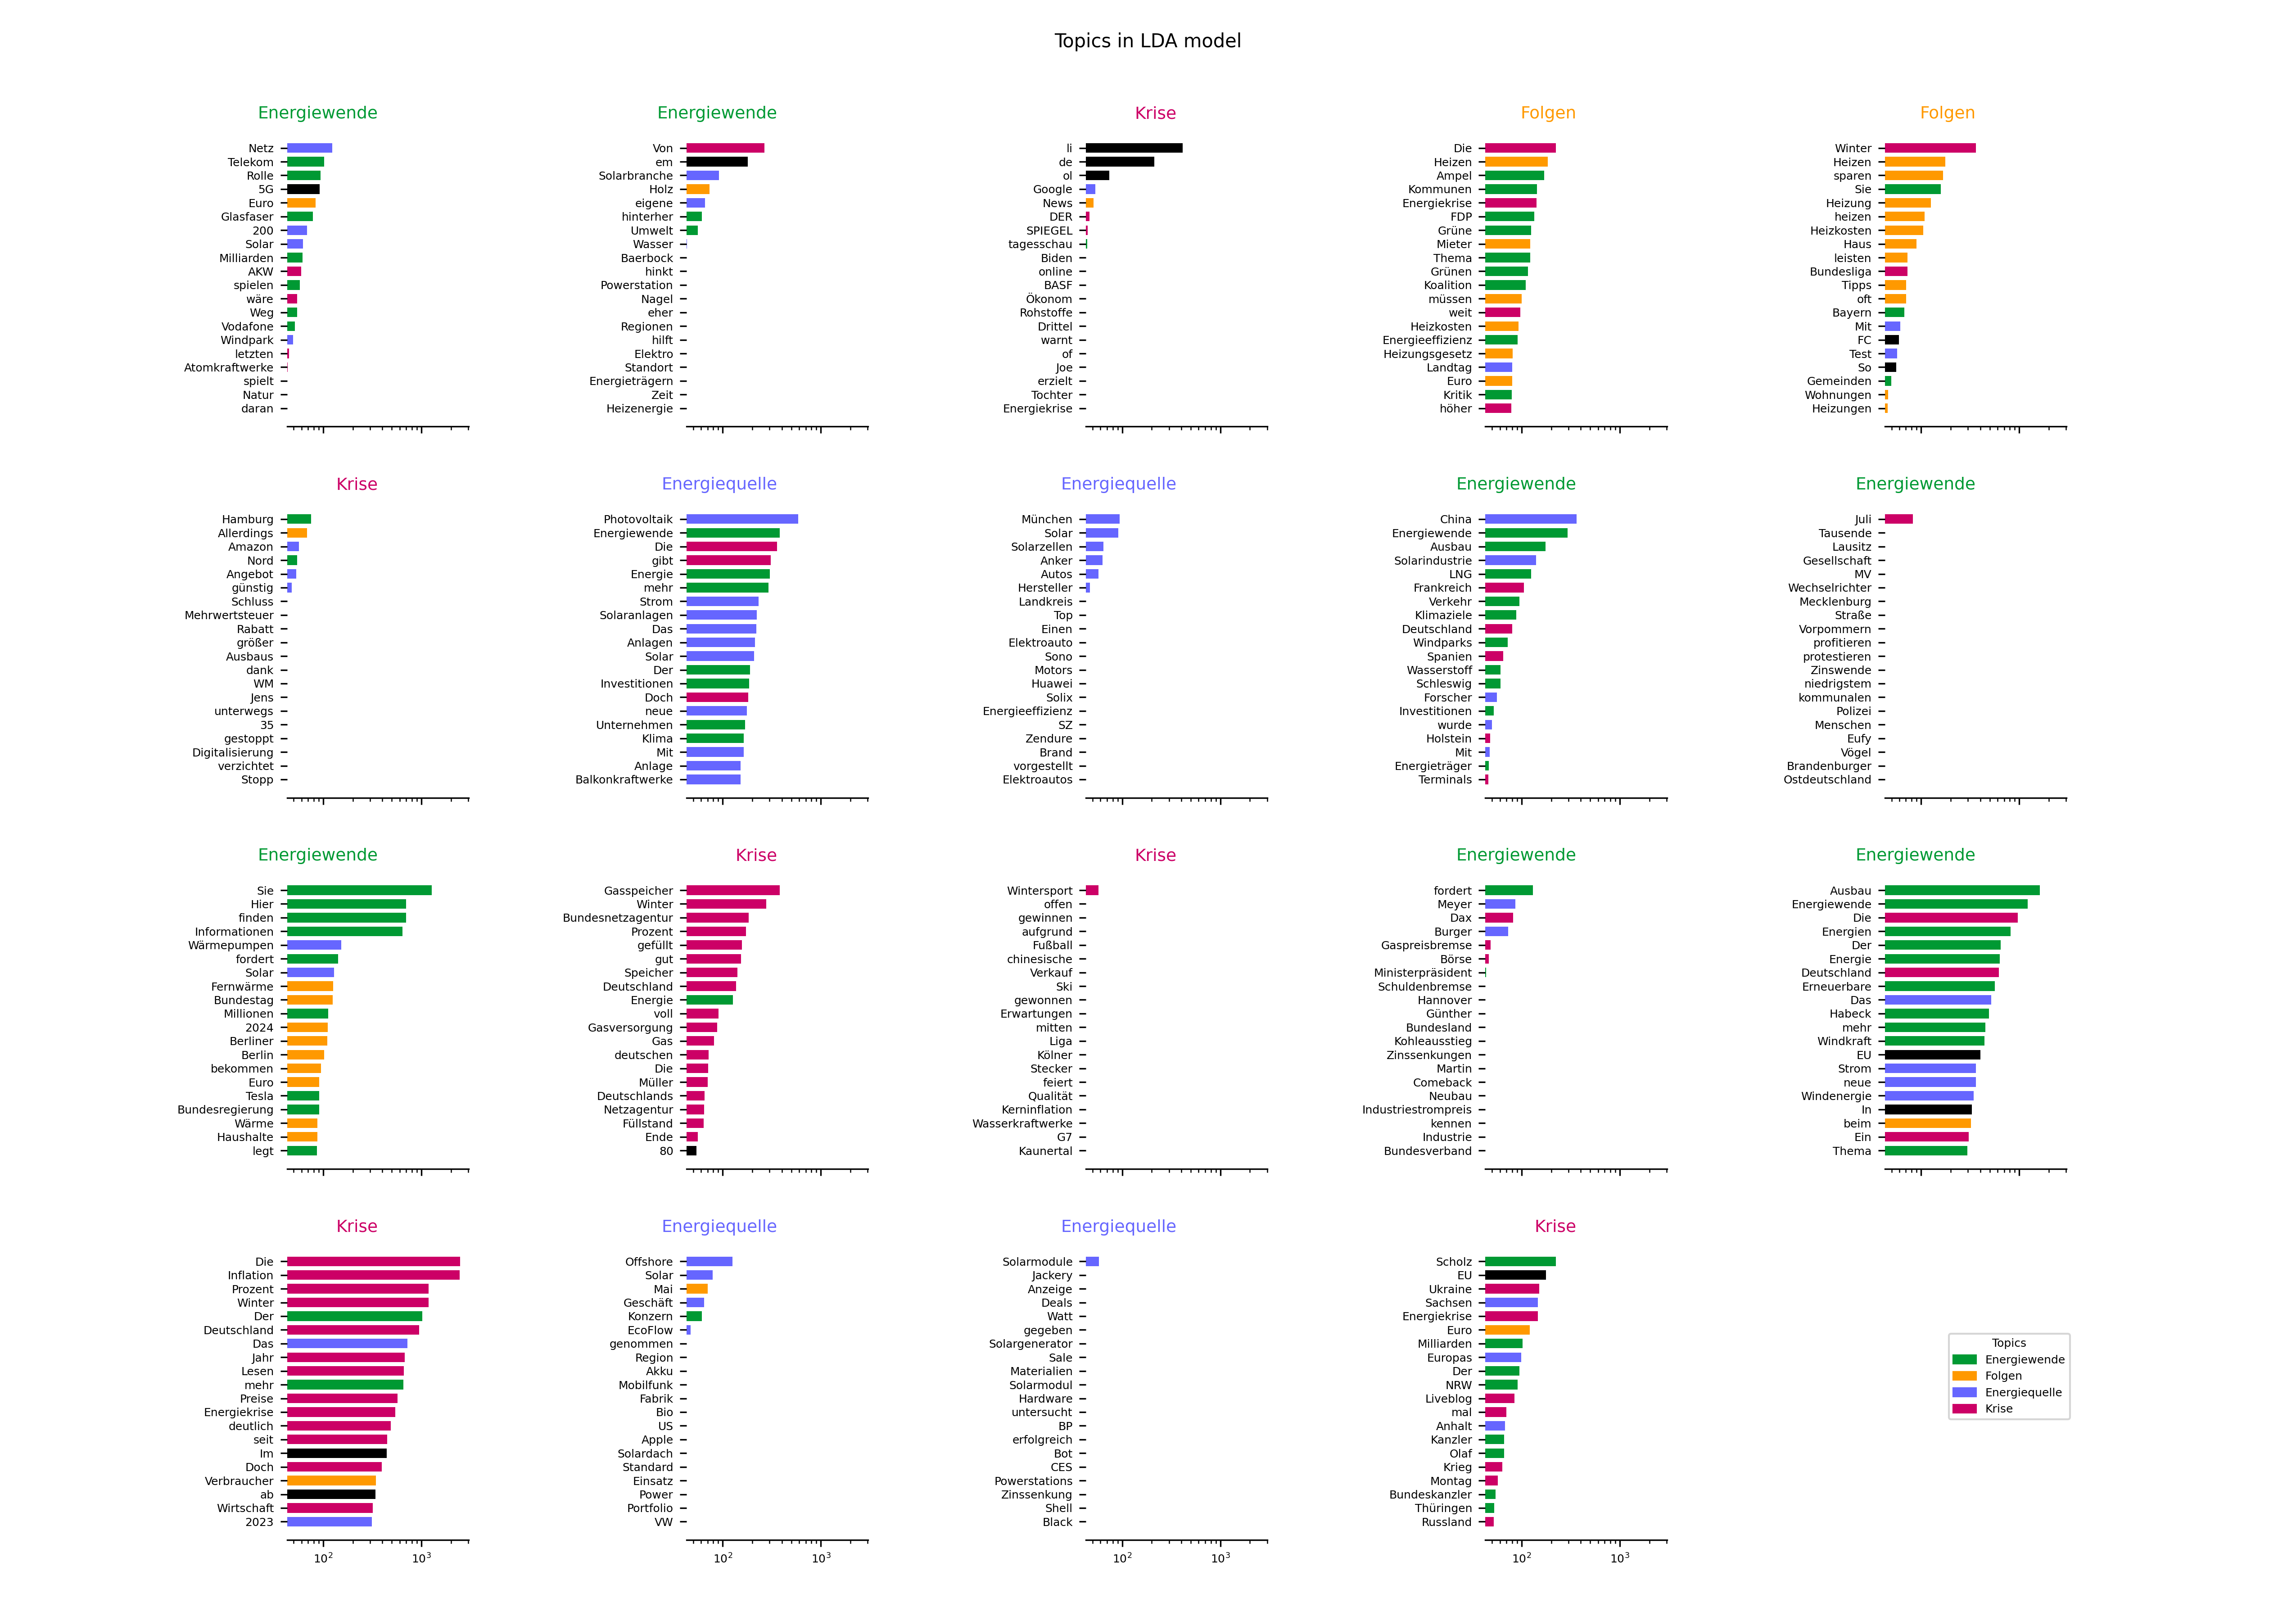 Topics in LDA model
Energiewende
Netz
Telekom
Rolle
5G
Euro
Glasfaser
200
Solar
Milliarden
AKW
spielen
wäre
Weg
Vodafone
Windpark
letzten
Atomkraftwerke
spielt
Natur
daran
Energiewende
Von
em
Solarbranche
Holz
eigene
hinterher
Umwelt
Wasser
Baerbock
hinkt
Powerstation
Nagel
eher
Regionen
hilft
Elektro
Standort
Energieträgern
Zeit
Heizenergie
Krise
li
de
ol
Google
News
DER
SPIEGEL
tagesschau
Biden
online
BASF
Ökonom
Rohstoffe
Drittel
warnt
of
Joe
erzielt
Tochter
Energiekrise
Folgen
Die
Heizen
Ampel
Kommunen
Energiekrise
FDP
Grüne
Mieter
Thema
Grünen
Koalition
müssen
weit
Heizkosten
Energieeffizienz
Heizungsgesetz
Landtag
Euro
Kritik
höher
Folgen
Winter
Heizen
sparen
Sie
Heizung
heizen
Heizkosten
Haus
leisten
Bundesliga
Tipps
oft
Bayern
Mit
FC
Test
So
Gemeinden
Wohnungen
Heizungen
Krise
Hamburg
Allerdings
Amazon
Nord
Angebot
günstig
Schluss
Mehrwertsteuer
Rabatt
größer
Ausbaus
dank
WM
Jens
unterwegs
35
gestoppt
Digitalisierung
verzichtet
Stopp
Energiequelle
Photovoltaik
Energiewende
Die
gibt
Energie
mehr
Strom
Solaranlagen
Das
Anlagen
Solar
Der
Investitionen
Doch
neue
Unternehmen
Klima
Mit
Anlage
Balkonkraftwerke
Energiequelle
München
Solar
Solarzellen
Anker
Autos
Hersteller
Landkreis
Top
Einen
Elektroauto
Sono
Motors
Huawei
Solix
Energieeffizienz
SZ
Zendure
Brand
vorgestellt
Elektroautos
Energiewende
China
Energiewende
Ausbau
Solarindustrie
LNG
Frankreich
Verkehr
Klimaziele
Deutschland
Windparks
Spanien
Wasserstoff
Schleswig
Forscher
Investitionen
wurde
Holstein
Mit
Energieträger
Terminals
Energiewende
Juli
Tausende
Lausitz
Gesellschaft
MV
Wechselrichter
Mecklenburg
Straße
Vorpommern
profitieren
protestieren
Zinswende
niedrigstem
kommunalen
Polizei
Menschen
Eufy
Vögel
Brandenburger
Ostdeutschland
Energiewende
Sie
Hier
finden
Informationen
Wärmepumpen
fordert
Solar
Fernwärme
Bundestag
Millionen
2024
Berliner
Berlin
bekommen
Euro
Tesla
Bundesregierung
Wärme
Haushalte
legt
Krise
Gasspeicher
Winter
Bundesnetzagentur
Prozent
gefüllt
gut
Speicher
Deutschland
Energie
voll
Gasversorgung
Gas
deutschen
Die
Müller
Deutschlands
Netzagentur
Füllstand
Ende
80
Krise
Wintersport
offen
gewinnen
aufgrund
Fußball
chinesische
Verkauf
Ski
gewonnen
Erwartungen
mitten
Liga
Kölner
Stecker
feiert
Qualität
Kerninflation
Wasserkraftwerke
G7
Kaunertal
Energiewende
fordert
Meyer
Dax
Burger
Gaspreisbremse
Börse
Ministerpräsident
Schuldenbremse
Hannover
Günther
Bundesland
Kohleausstieg
Zinssenkungen
Martin
Comeback
Neubau
Industriestrompreis
kennen
Industrie
Bundesverband
Energiewende
Ausbau
Energiewende
Die
Energien
Der
Energie
Deutschland
Erneuerbare
Das
Habeck
mehr
Windkraft
EU
Strom
neue
Windenergie
In
beim
Ein
Thema
Krise
Die
Inflation
Prozent
Winter
Der
Deutschland
Das
Jahr
Lesen
mehr
Preise
Energiekrise
deutlich
seit
Im
Doch
Verbraucher
ab
Wirtschaft
2023
10² 10³
Energiequelle
Offshore
Solar
Mai
Geschäft
Konzern
EcoFlow
genommen
Region
Akku
Mobilfunk
Fabrik
Bio
US
Apple
Solardach
Standard
Einsatz
Power
Portfolio
VW
10² 10³
Energiequelle
Solarmodule
Jackery
Anzeige
Deals
Watt
gegeben
Solargenerator
Sale
Materialien
Solarmodul
Hardware
untersucht
BP
erfolgreich
Bot
CES
Powerstations
Zinssenkung
Shell
Black
10² 10³
Krise
Scholz
EU
Ukraine
Sachsen
Energiekrise
Euro
Milliarden
Europas
Der
NRW
Liveblog
mal
Anhalt
Kanzler
Olaf
Krieg
Montag
Bundeskanzler
Thüringen
Russland
10² 10³
Topics
Energiewende
Folgen
Energiequelle
Krise